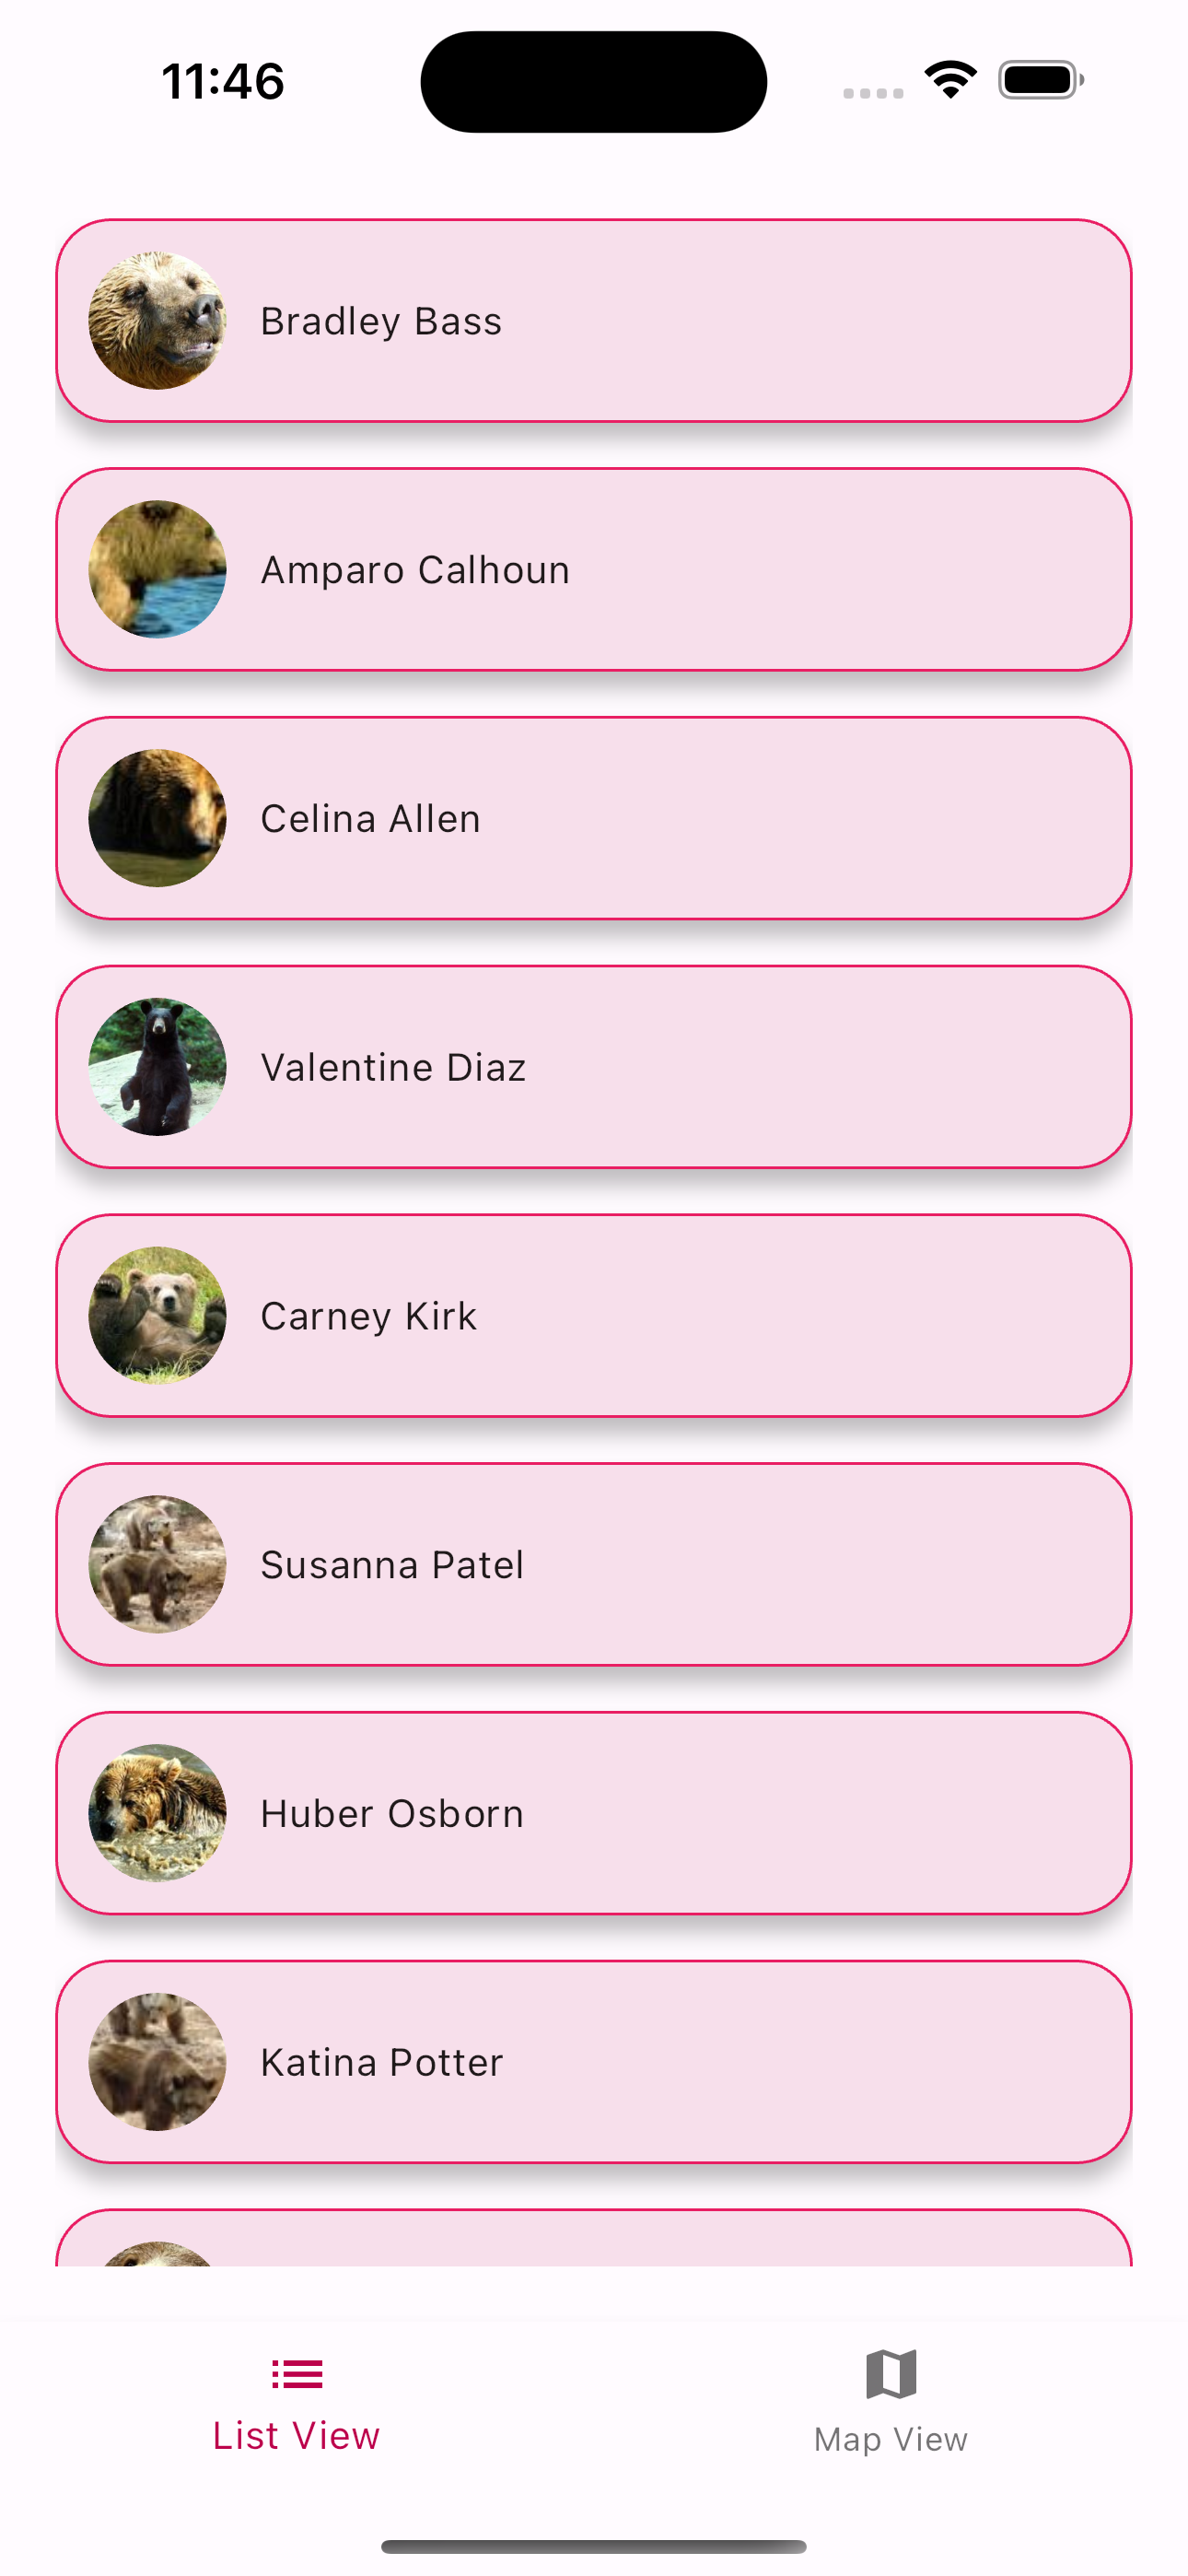 11:46
Bradley Bass
Amparo Calhoun
Celina Allen
Valentine Diaz
Carney Kirk
Susanna Patel
Huber Osborn
Katina Potter
List View
Map View